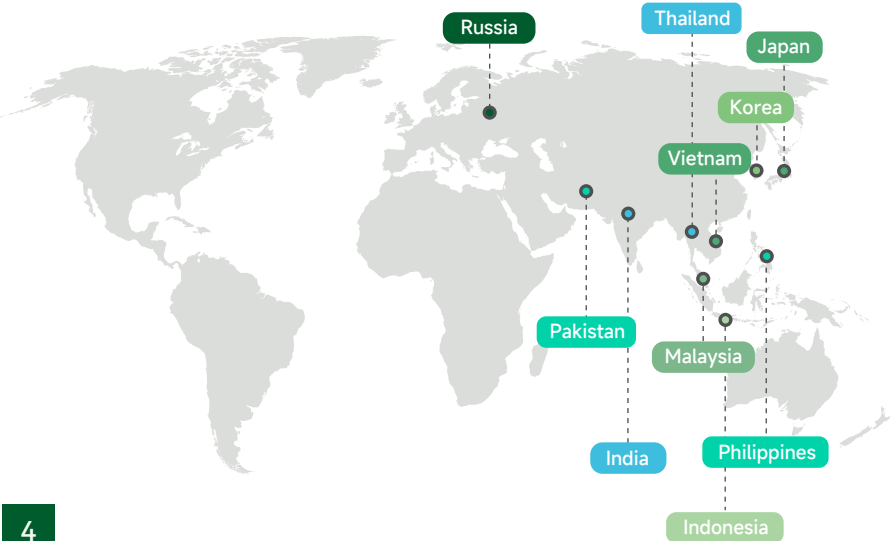 Thailand
Russia
Japan
Korea
Vietnam
Pakistan
Malaysia
Philippines
India
Indonesia
4